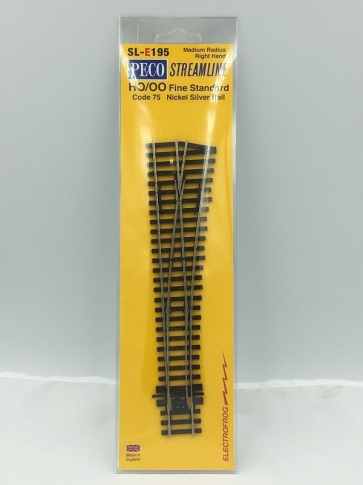 SL-E195
Medium Radius
Right Hand
PECO STREAMLINE
HO/OO Fine Standard
Code 75 Nickel Silver Rail
ELECTROFROG
Made in
England